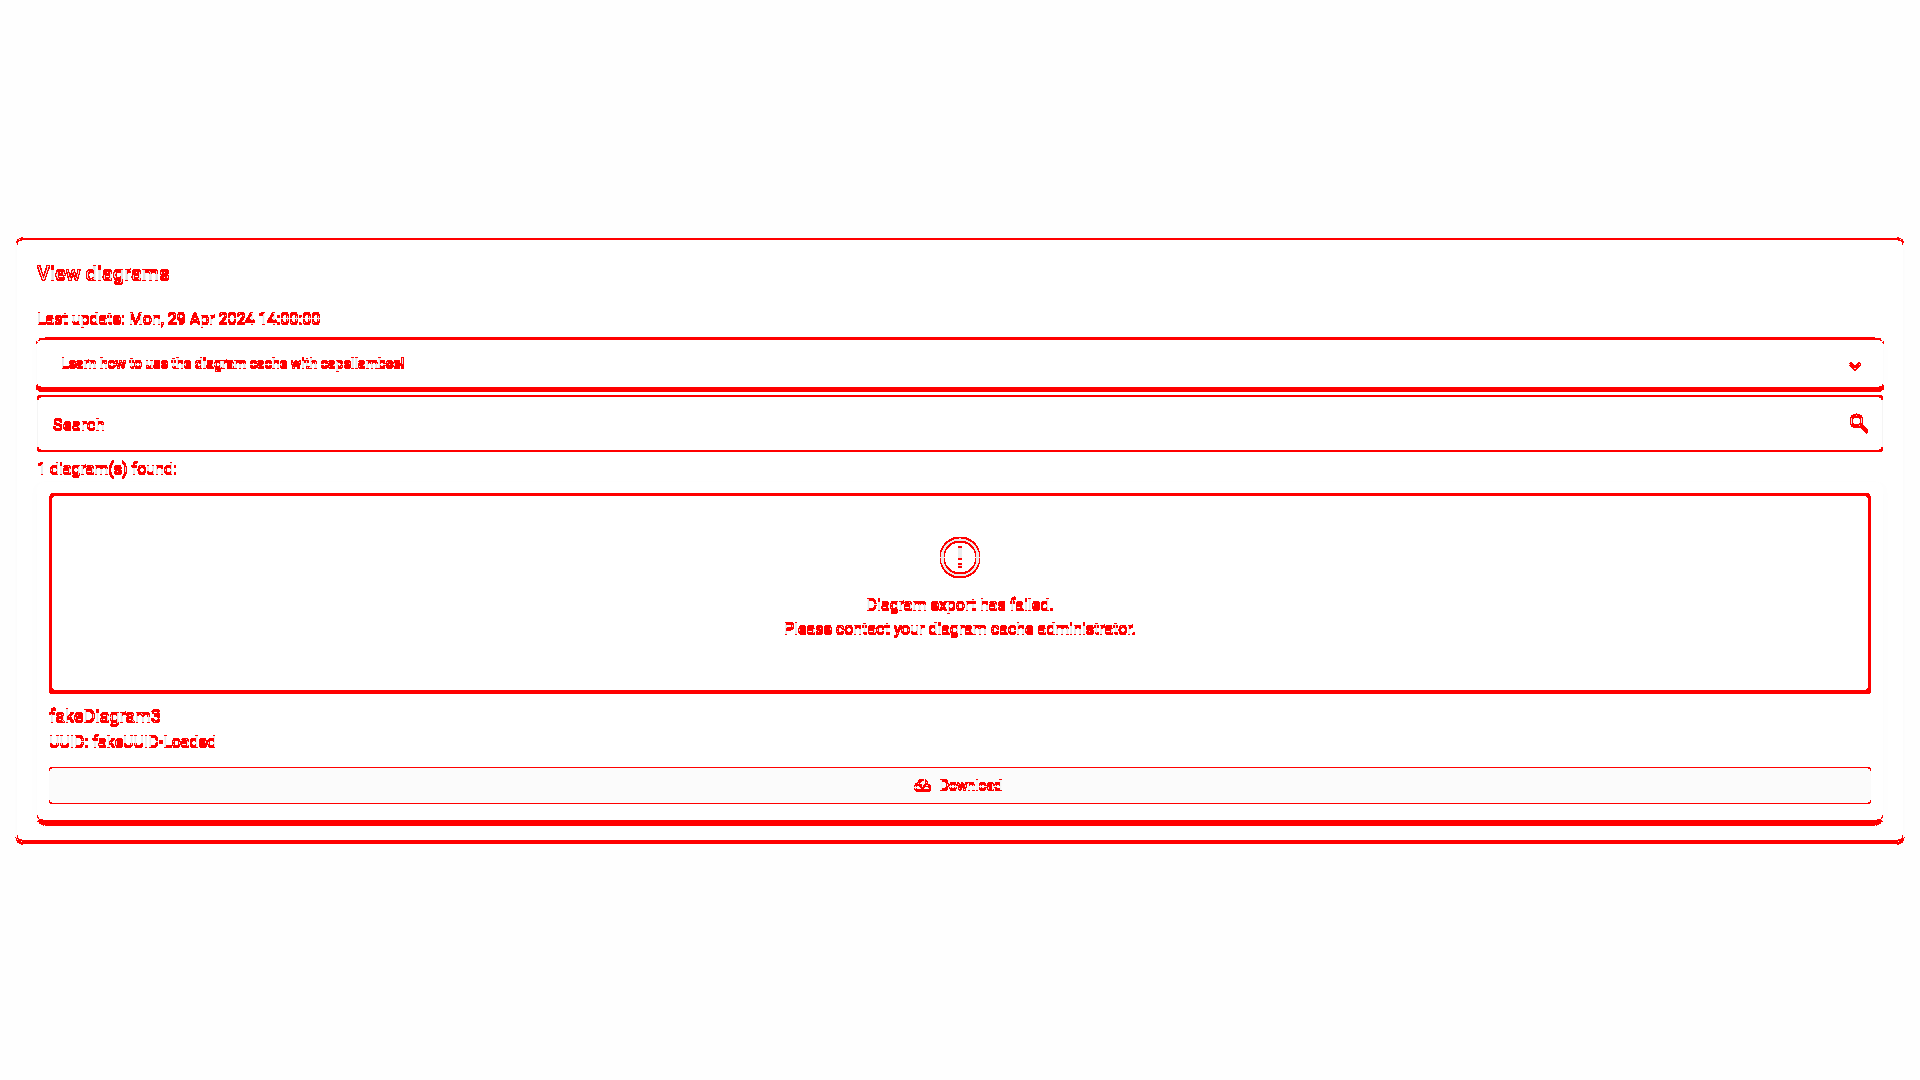 View diagrams
Last update: Mon, 29 Apr 2024 14:00:00
Learn how to use the diagram cache with capellambse!
Search
1 diagram(s) found:
Diagram export has failed.
Please contact your diagram cache administrator.
fakeDiagram3
UUID: fakeUUID-Loaded
Download